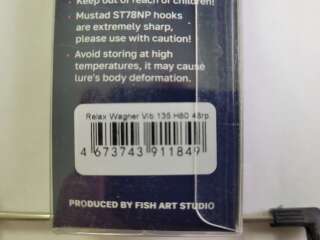 • Keep out of reach of children!
• Mustad ST78NP hooks
are extremely sharp,
please use with caution!
• Avoid storing at high
temperatures, it may cause
lure's body deformation.
Relax Wagner Vib 135 H80 48гр.
4 673743 911849
PRODUCED BY FISH ART STUDIO